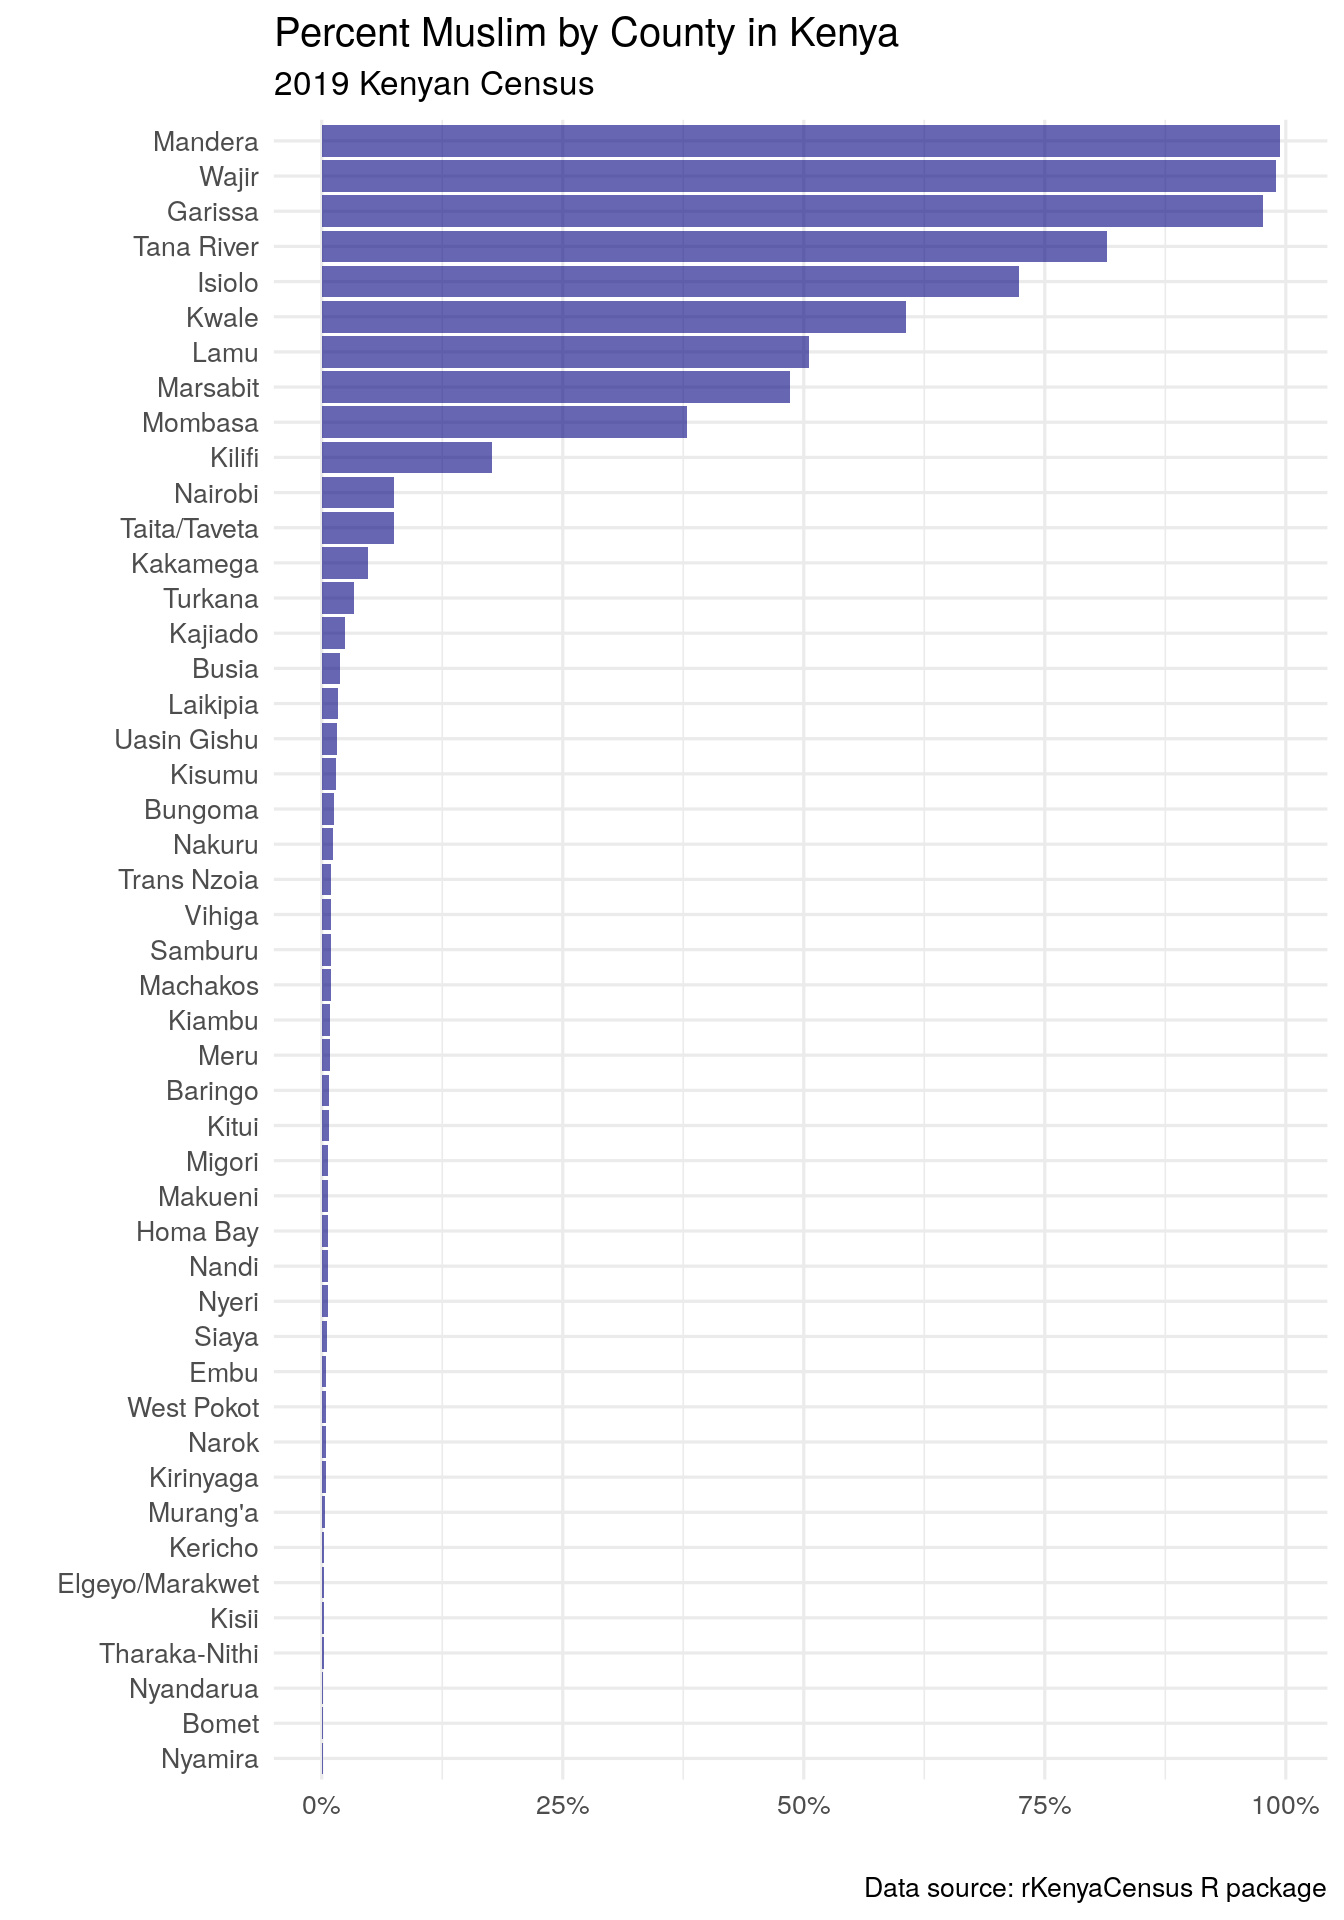 Percent Muslim by County in Kenya
2019 Kenyan Census
Mandera
Wajir
Garissa
Tana River
Isiolo
Kwale
Lamu
Marsabit
Mombasa
Kilifi
Nairobi
Taita/Taveta
Kakamega
Turkana
Kajiado
Busia
Laikipia
Uasin Gishu
Kisumu
Bungoma
Nakuru
Trans Nzoia
Vihiga
Samburu
Machakos
Kiambu
Meru
Baringo
Kitui
Migori
Makueni
Homa Bay
Nandi
Nyeri
Siaya
Embu
West Pokot
Narok
Kirinyaga
Murang'a
Kericho
Elgeyo/Marakwet
Kisii
Tharaka-Nithi
Nyandarua
Bomet
Nyamira
0% 25% 50% 75% 100%
Data source: rKenyaCensus R package